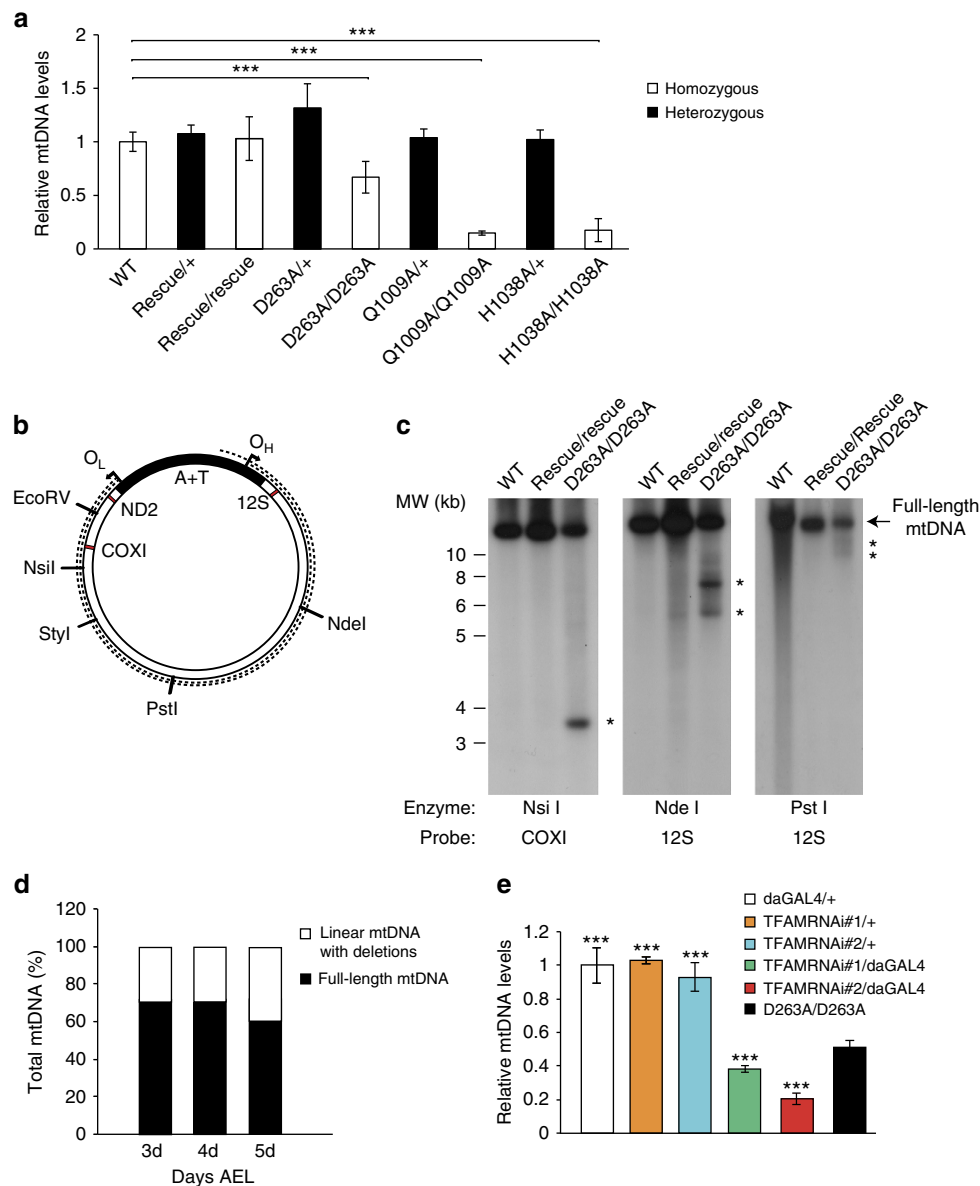 a
***
***
***
2
1.5
1
0.5
0
Relative mtDNA levels
Homozygous
Heterozygous
WT
Rescue/+
Rescue/rescue
D263A/+
D263A/D263A
Q1009A/+
Q1009A/Q1009A
H1038A/+
H1038A/H1038A
b
OL
OH
A+T
12S
ND2
EcoRV
COXI
NsiI
StyI
PstI
NdeI
c
WT
Rescue/rescue
D263A/D263A
WT
Rescue/rescue
D263A/D263A
WT
Rescue/Rescue
D263A/D263A
MW (kb)
10
8
6
5
4
3
*
*
*
Full-length
mtDNA
*
*
Enzyme: Nsi I Nde I Pst I
Probe: COXI 12S 12S
d
120
100
80
60
40
20
0
Total mtDNA (%)
3d 4d 5d
Days AEL
Linear mtDNA
with deletions
Full-length mtDNA
e
daGAL4/+
TFAMRNAi#1/+
TFAMRNAi#2/+
TFAMRNAi#1/daGAL4
TFAMRNAi#2/daGAL4
D263A/D263A
1.2
1
0.8
0.6
0.4
0.2
0
Relative mtDNA levels
***
***
***
***
***